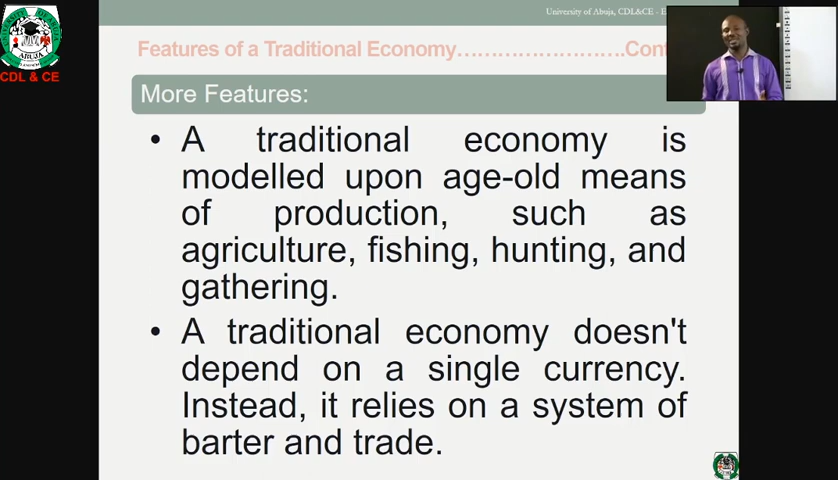 University of Abuja, CDL&CE - E
Features of a Traditional Economy……………………….Con
CDL & CE
More Features:
• A traditional economy is
modelled upon age-old means
of production, such as
agriculture, fishing, hunting, and
gathering.
• A traditional economy doesn't
depend on a single currency.
Instead, it relies on a system of
barter and trade.